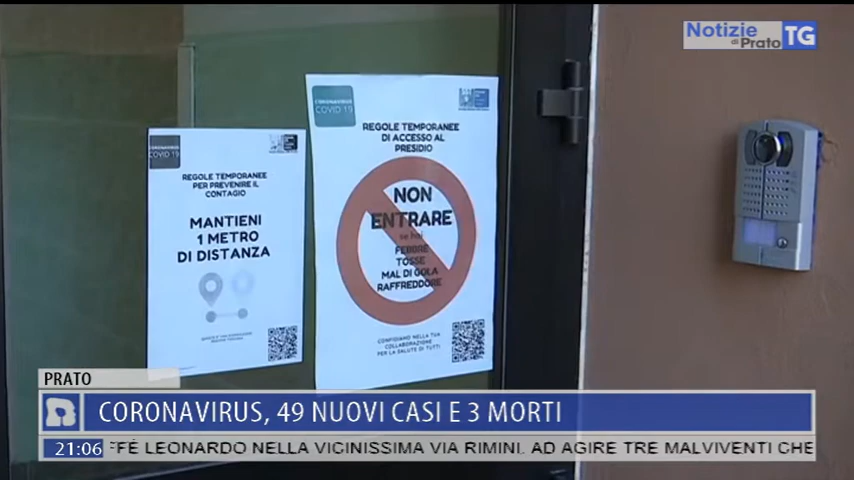 Notizie
di Prato TG
CORONAVIRUS
COVID 19
REGOLE TEMPORANEE
PER PREVENIRE IL
CONTAGIO
MANTIENI
1 METRO
DI DISTANZA
CORONAVIRUS
COVID 19
REGOLE TEMPORANEE
DI ACCESSO AL
PRESIDIO
NON
ENTRARE
se hai
FEBBRE
TOSSE
MAL DI GOLA
RAFFREDDORE
CONFIDIAMO NELLA TUA
COLLABORAZIONE
PER LA SALUTE DI TUTTI
PRATO
CORONAVIRUS, 49 NUOVI CASI E 3 MORTI
21:06 FFÈ LEONARDO NELLA VICINISSIMA VIA RIMINI. AD AGIRE TRE MALVIVENTI CHE